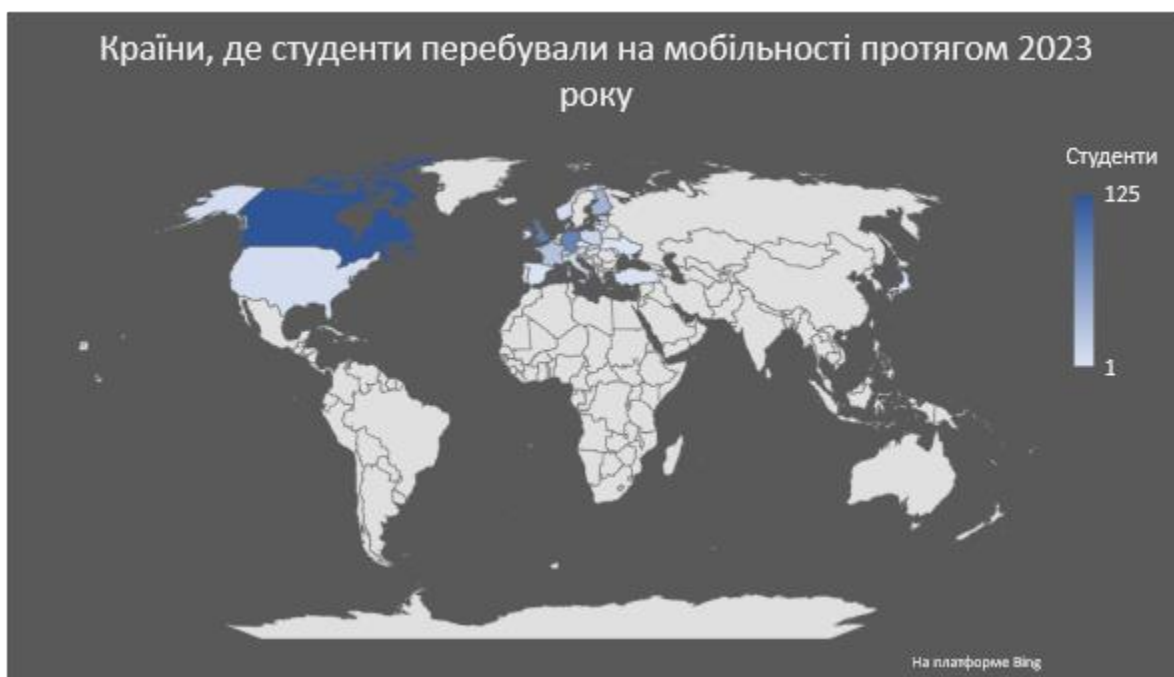 Країни, де студенти перебували на мобільності протягом 2023
року
Студенти
125
1
На платформе Bing